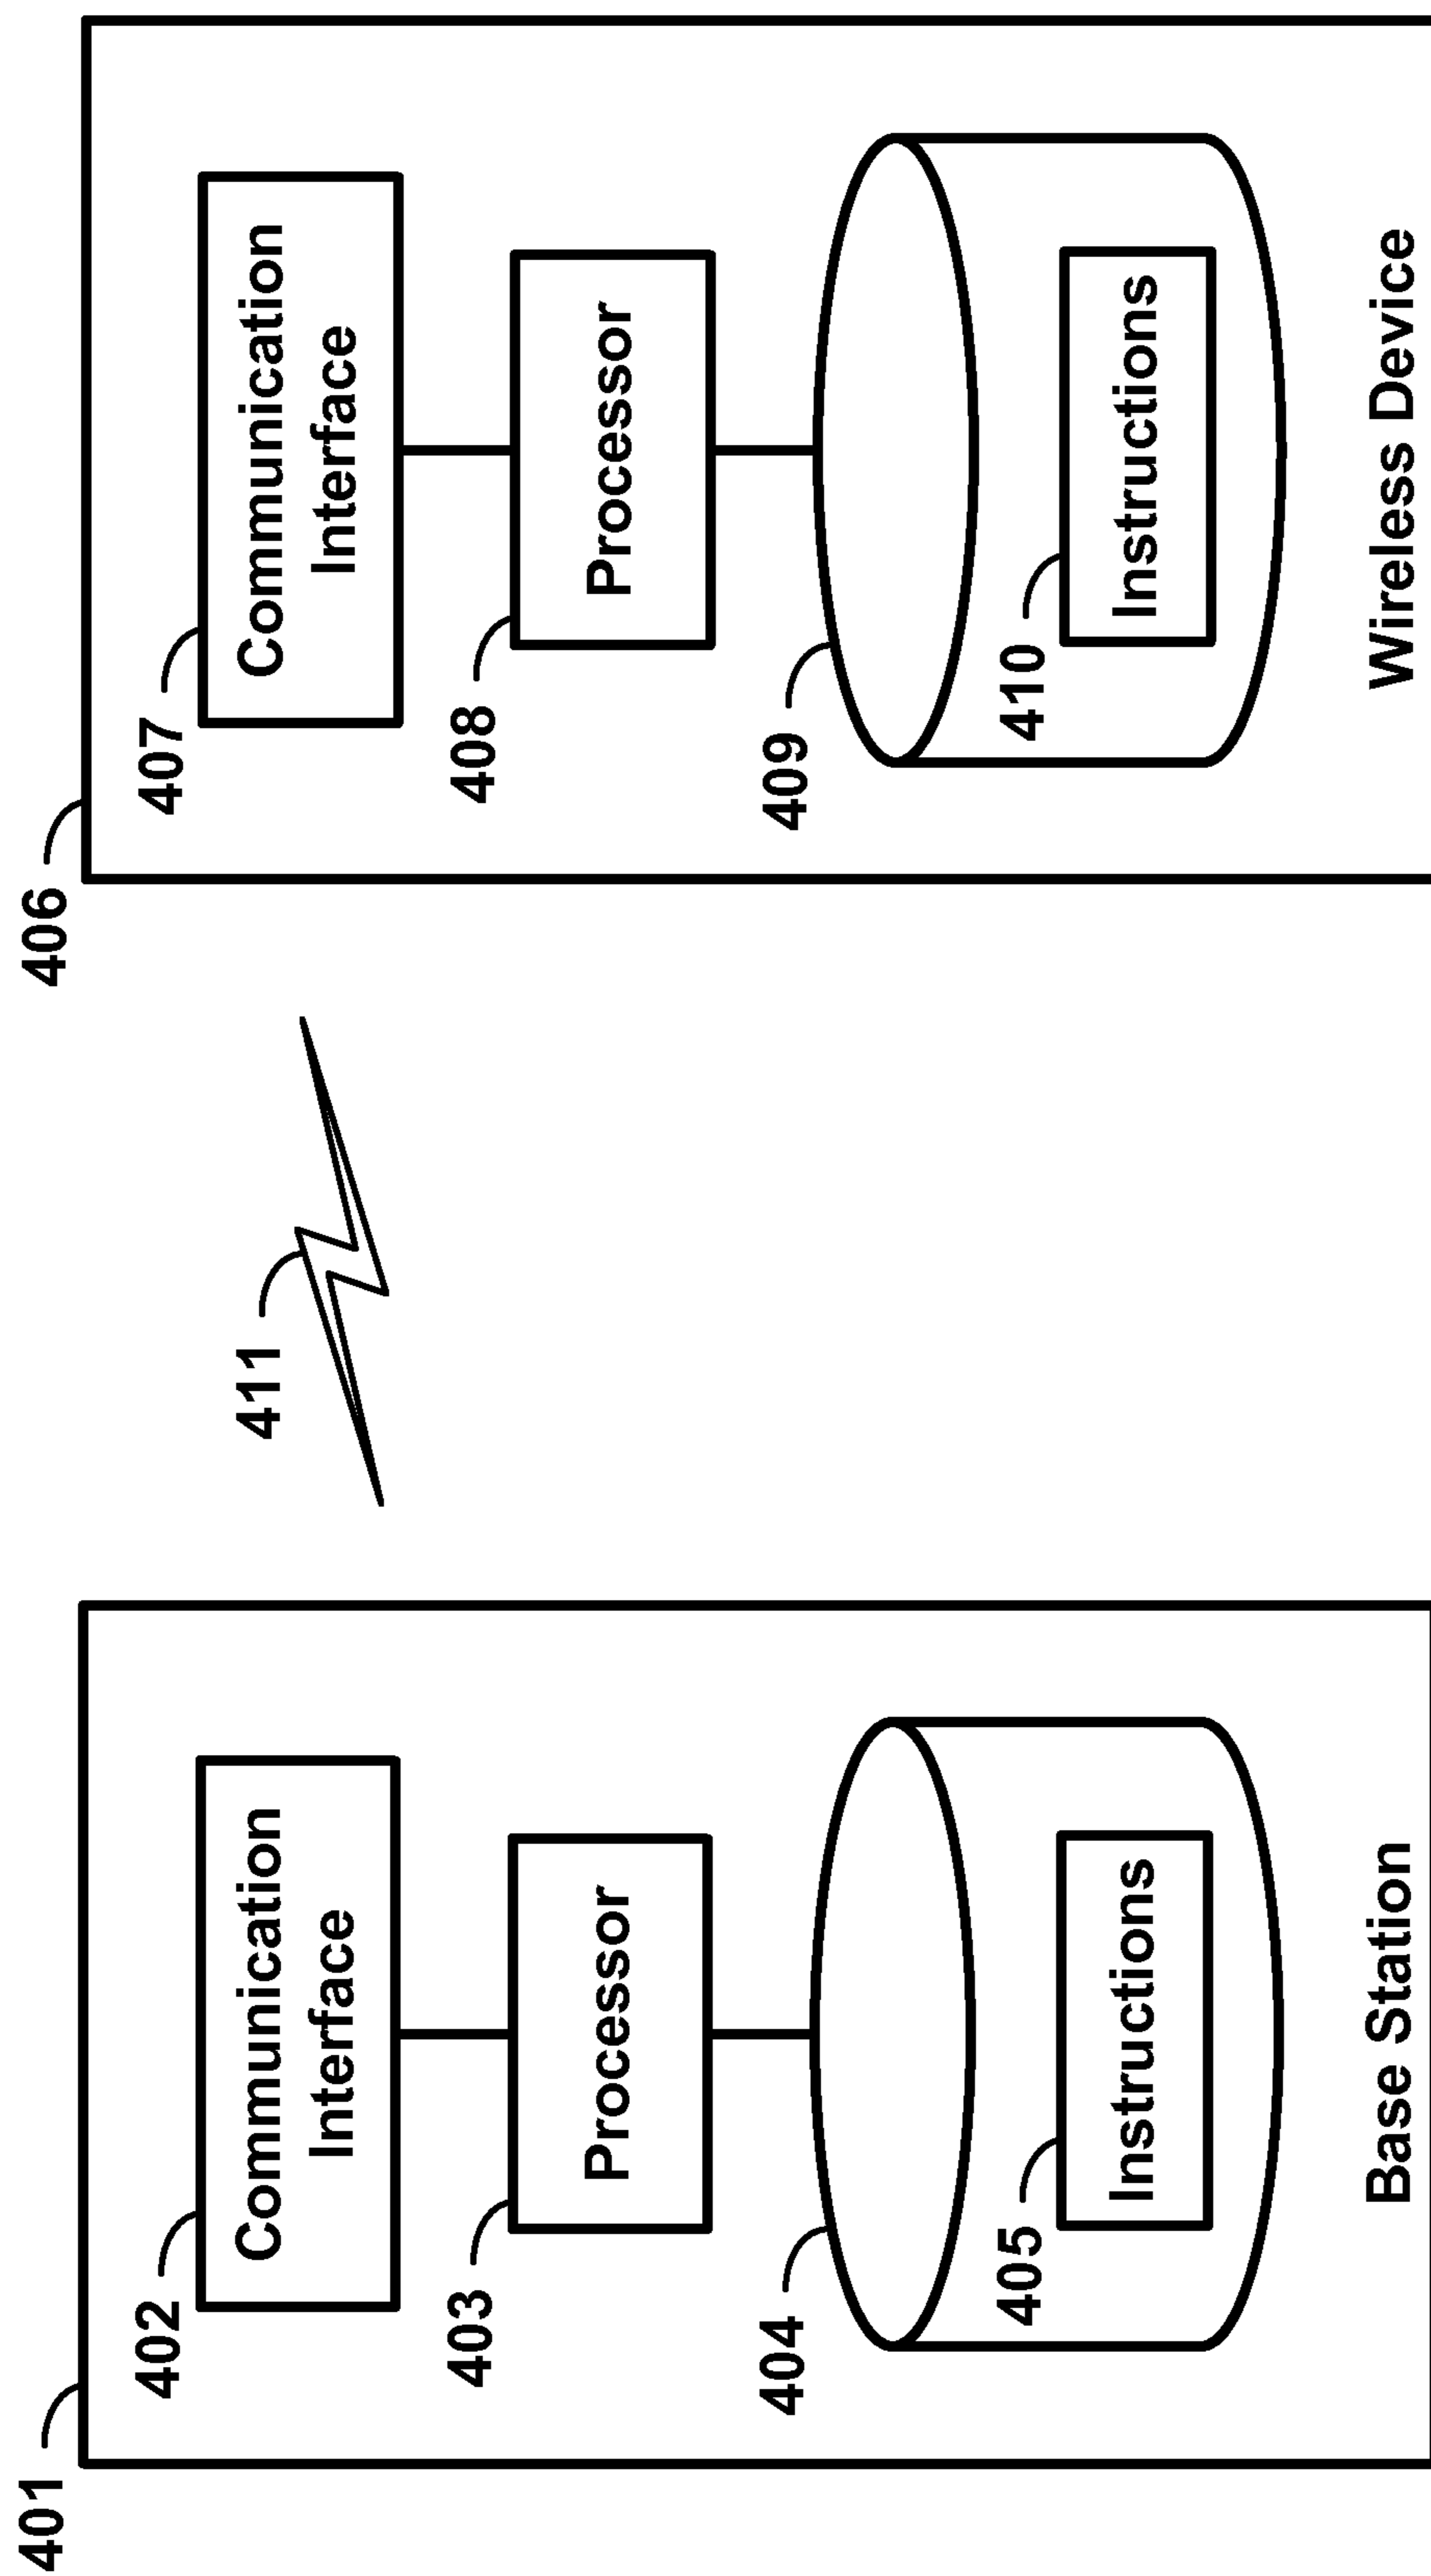 401
402
Communication
Interface
403
Processor
404
405
Instructions
Base Station
411
406
407
Communication
Interface
408
Processor
409
410
Instructions
Wireless Device